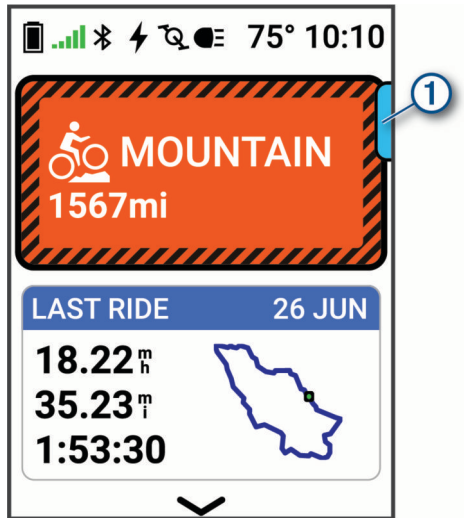 75° 10:10
1
MOUNTAIN
1567mi
LAST RIDE 26 JUN
18.22 mh
35.23 mi
1:53:30